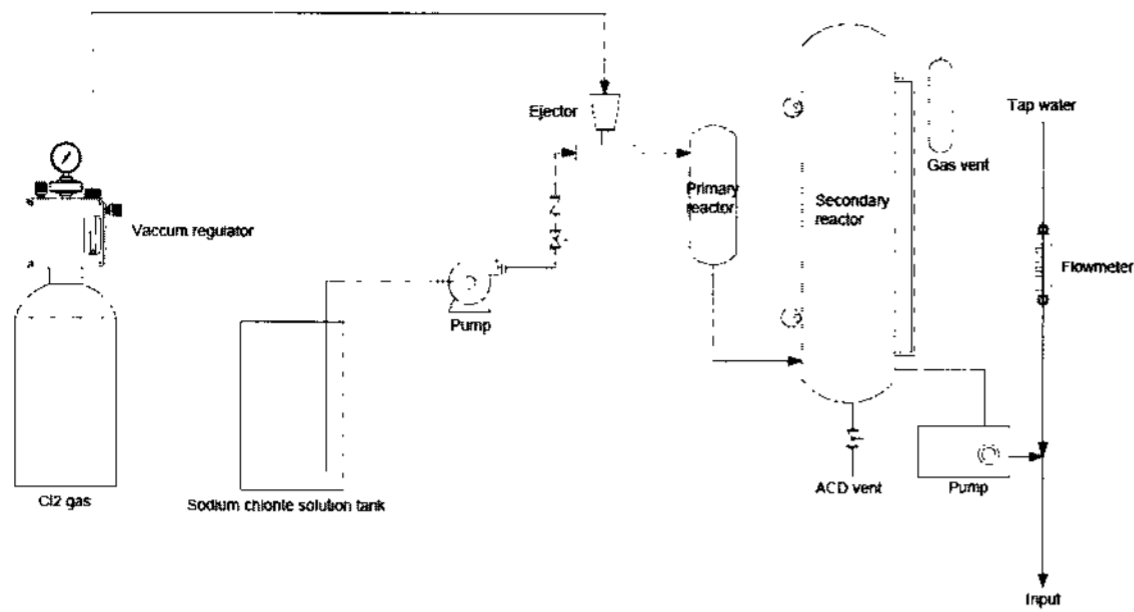 Ejector
Tap water
Gas vent
Primary
reactor
Secondary
reactor
Vaccum regulator
Flowmeter
Pump
Cl2 gas
Sodium chlorite solution tank
ACD vent
Pump
Input